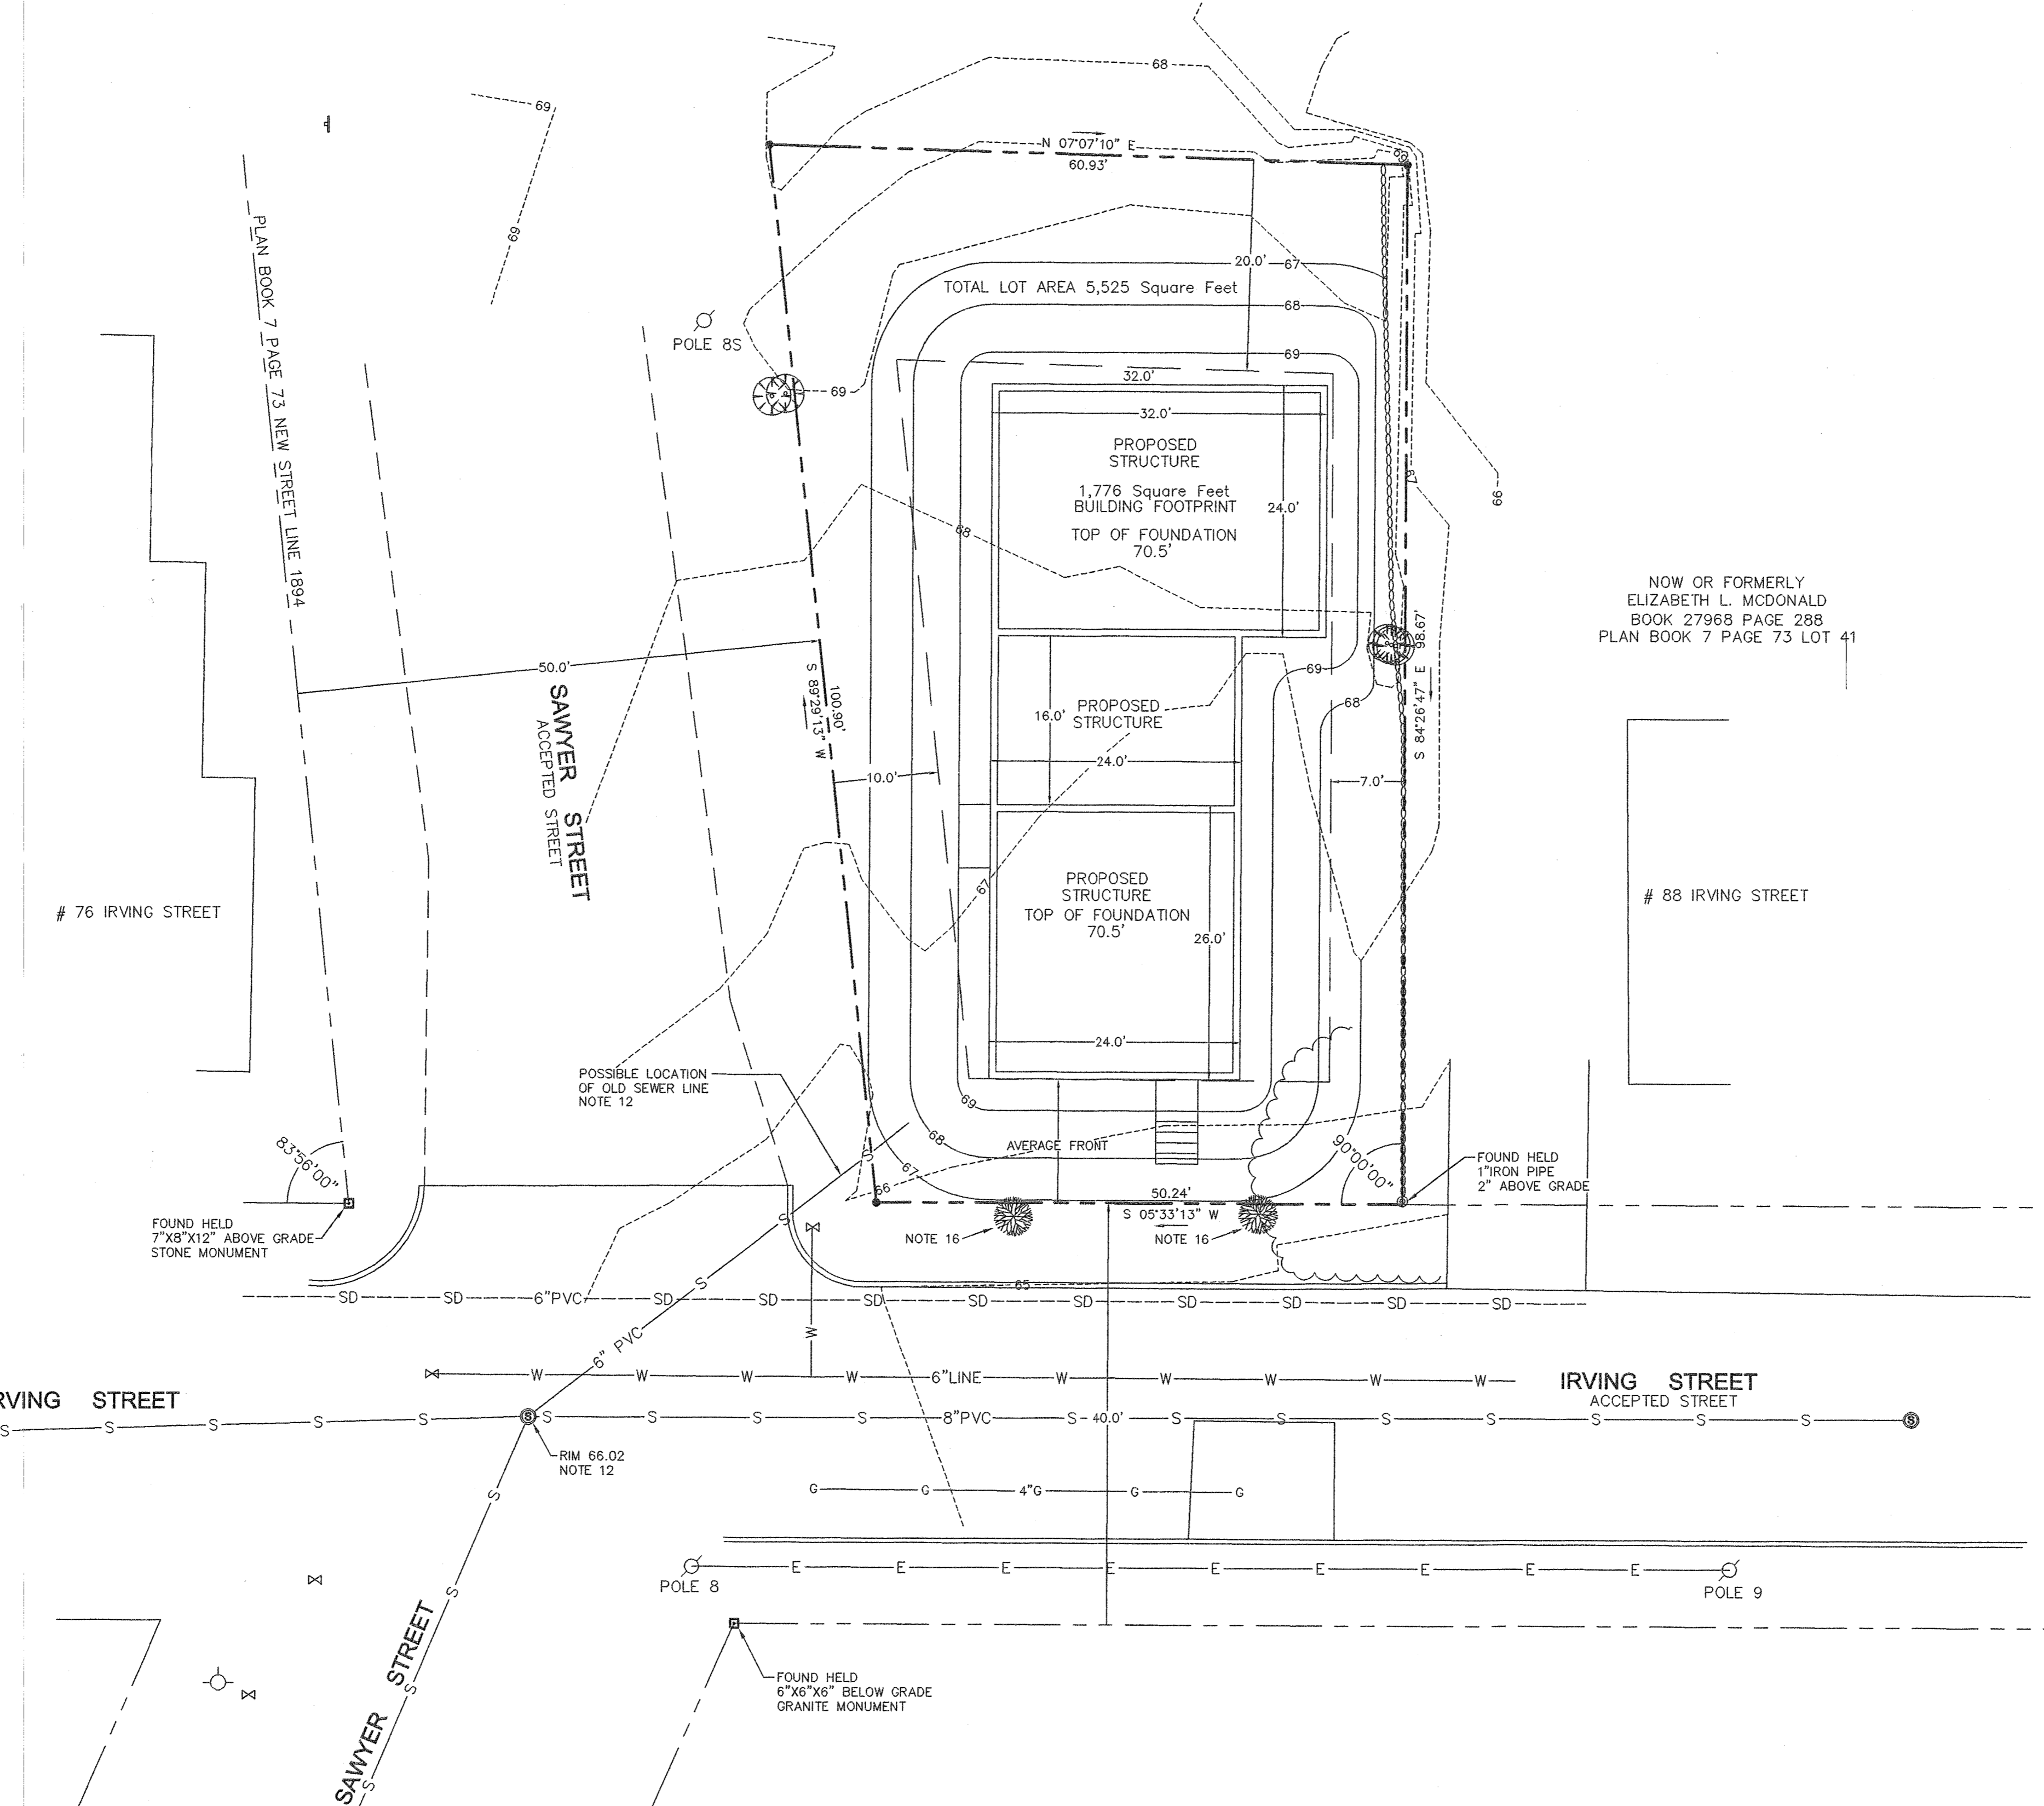 68
69
N 07°07'10" E
60.93'
69
69
PLAN BOOK 7 PAGE 73 NEW STREET LINE 1894
20.0'
67
TOTAL LOT AREA 5,525 Square Feet
68
POLE 8S
69
32.0'
69
32.0'
PROPOSED
STRUCTURE
1,776 Square Feet
BUILDING FOOTPRINT
24.0'
TOP OF FOUNDATION
70.5'
67
66
68
NOW OR FORMERLY
ELIZABETH L. MCDONALD
BOOK 27968 PAGE 288
PLAN BOOK 7 PAGE 73 LOT 41
50.0'
SAWYER STREET
ACCEPTED STREET
100.90'
S 89°29'13" W
S 84°26'47" E 98.67'
69
68
PROPOSED
STRUCTURE
16.0'
24.0'
10.0'
7.0'
67
PROPOSED
STRUCTURE
TOP OF FOUNDATION
70.5'
26.0'
24.0'
# 76 IRVING STREET
# 88 IRVING STREET
POSSIBLE LOCATION
OF OLD SEWER LINE
NOTE 12
69
68
67
66
AVERAGE FRONT
83°56'00"
90°00'00"
FOUND HELD
1"IRON PIPE
2" ABOVE GRADE
50.24'
S 05°33'13" W
NOTE 16
NOTE 16
FOUND HELD
7"X8"X12" ABOVE GRADE
STONE MONUMENT
S
S
S
65
SD SD 6"PVC SD SD SD SD SD SD SD SD SD
6" PVC
W
W W W W 6"LINE W W W W W
IRVING STREET
ACCEPTED STREET
RVING STREET
S S S S S S S S S S 8"PVC S 40.0' S S S S S S S S
RIM 66.02
NOTE 12
G G 4"G G G
S
E E E E E E E E E
POLE 8
POLE 9
S
SAWYER STREET
S
FOUND HELD
6"X6"X6" BELOW GRADE
GRANITE MONUMENT
SAWYER
S